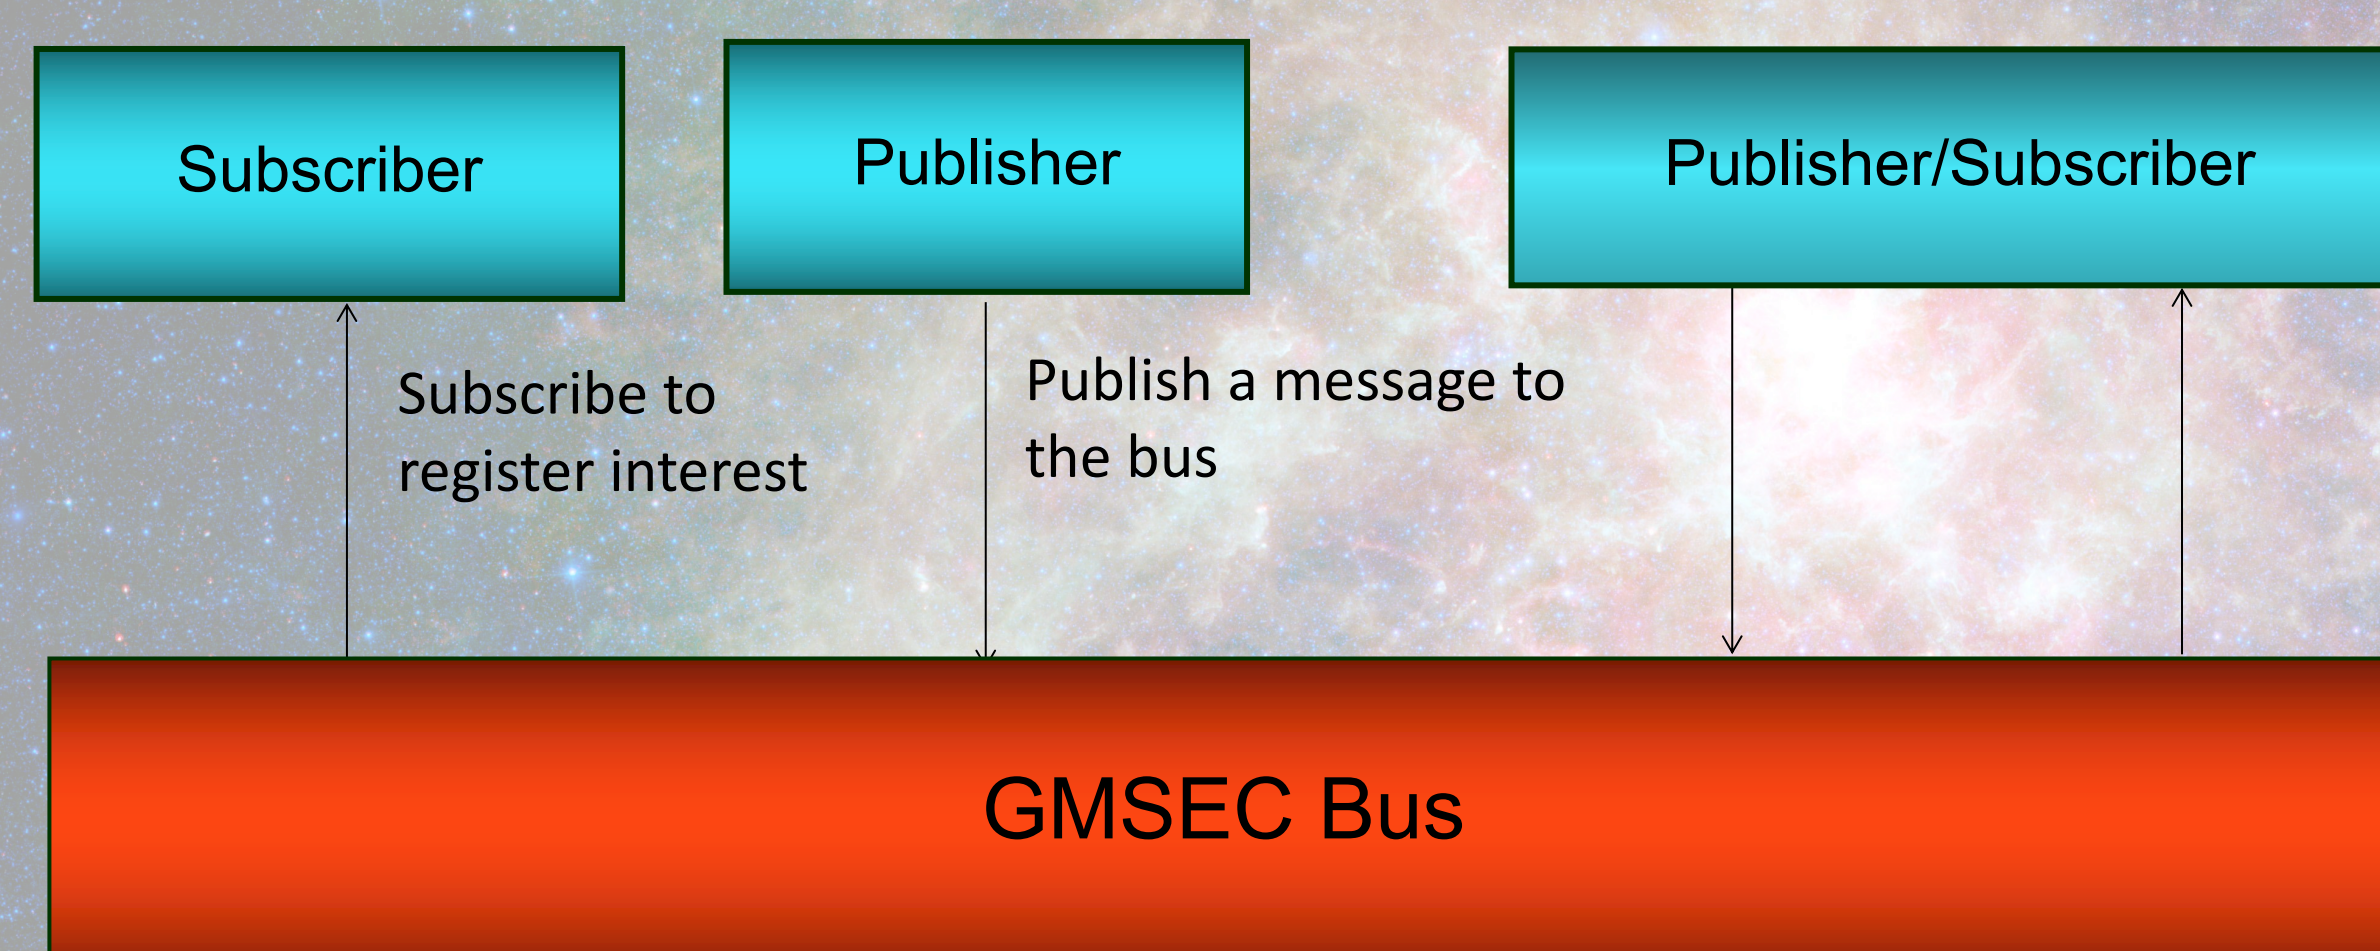 Subscriber
Publisher
Publisher/Subscriber
Subscribe to
register interest
Publish a message to
the bus
GMSEC Bus